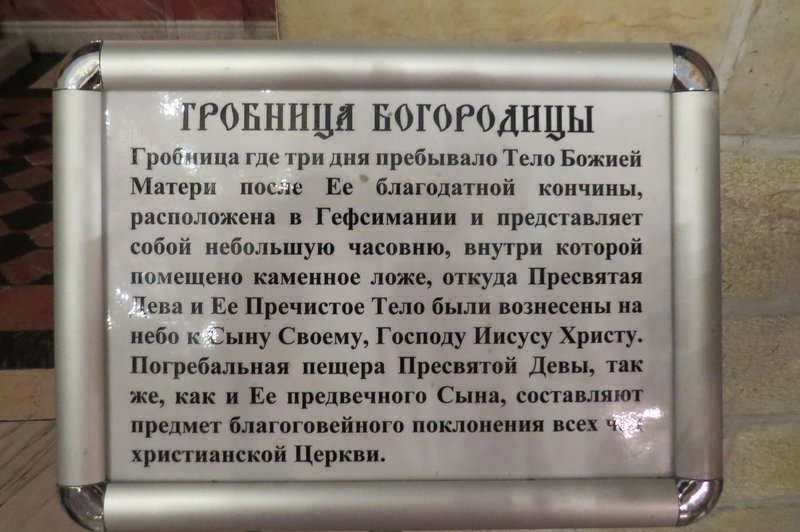 ГРОБНИЦА БОГОРОДИЦЫ
Гробница где три дня пребывало Тело Божией
Матери после Ее благодатной кончины,
расположена в Гефсимании и представляет
собой небольшую часовню, внутри которой
помещено каменное ложе, откуда Пресвятая
Дева и Ее Пречистое Тело были вознесены на
небо к Сыну Своему, Господу Иисусу Христу.
Погребальная пещера Пресвятой Девы, так
же, как и Ее предвечного Сына, составляют
предмет благоговейного поклонения всех
христианской Церкви.